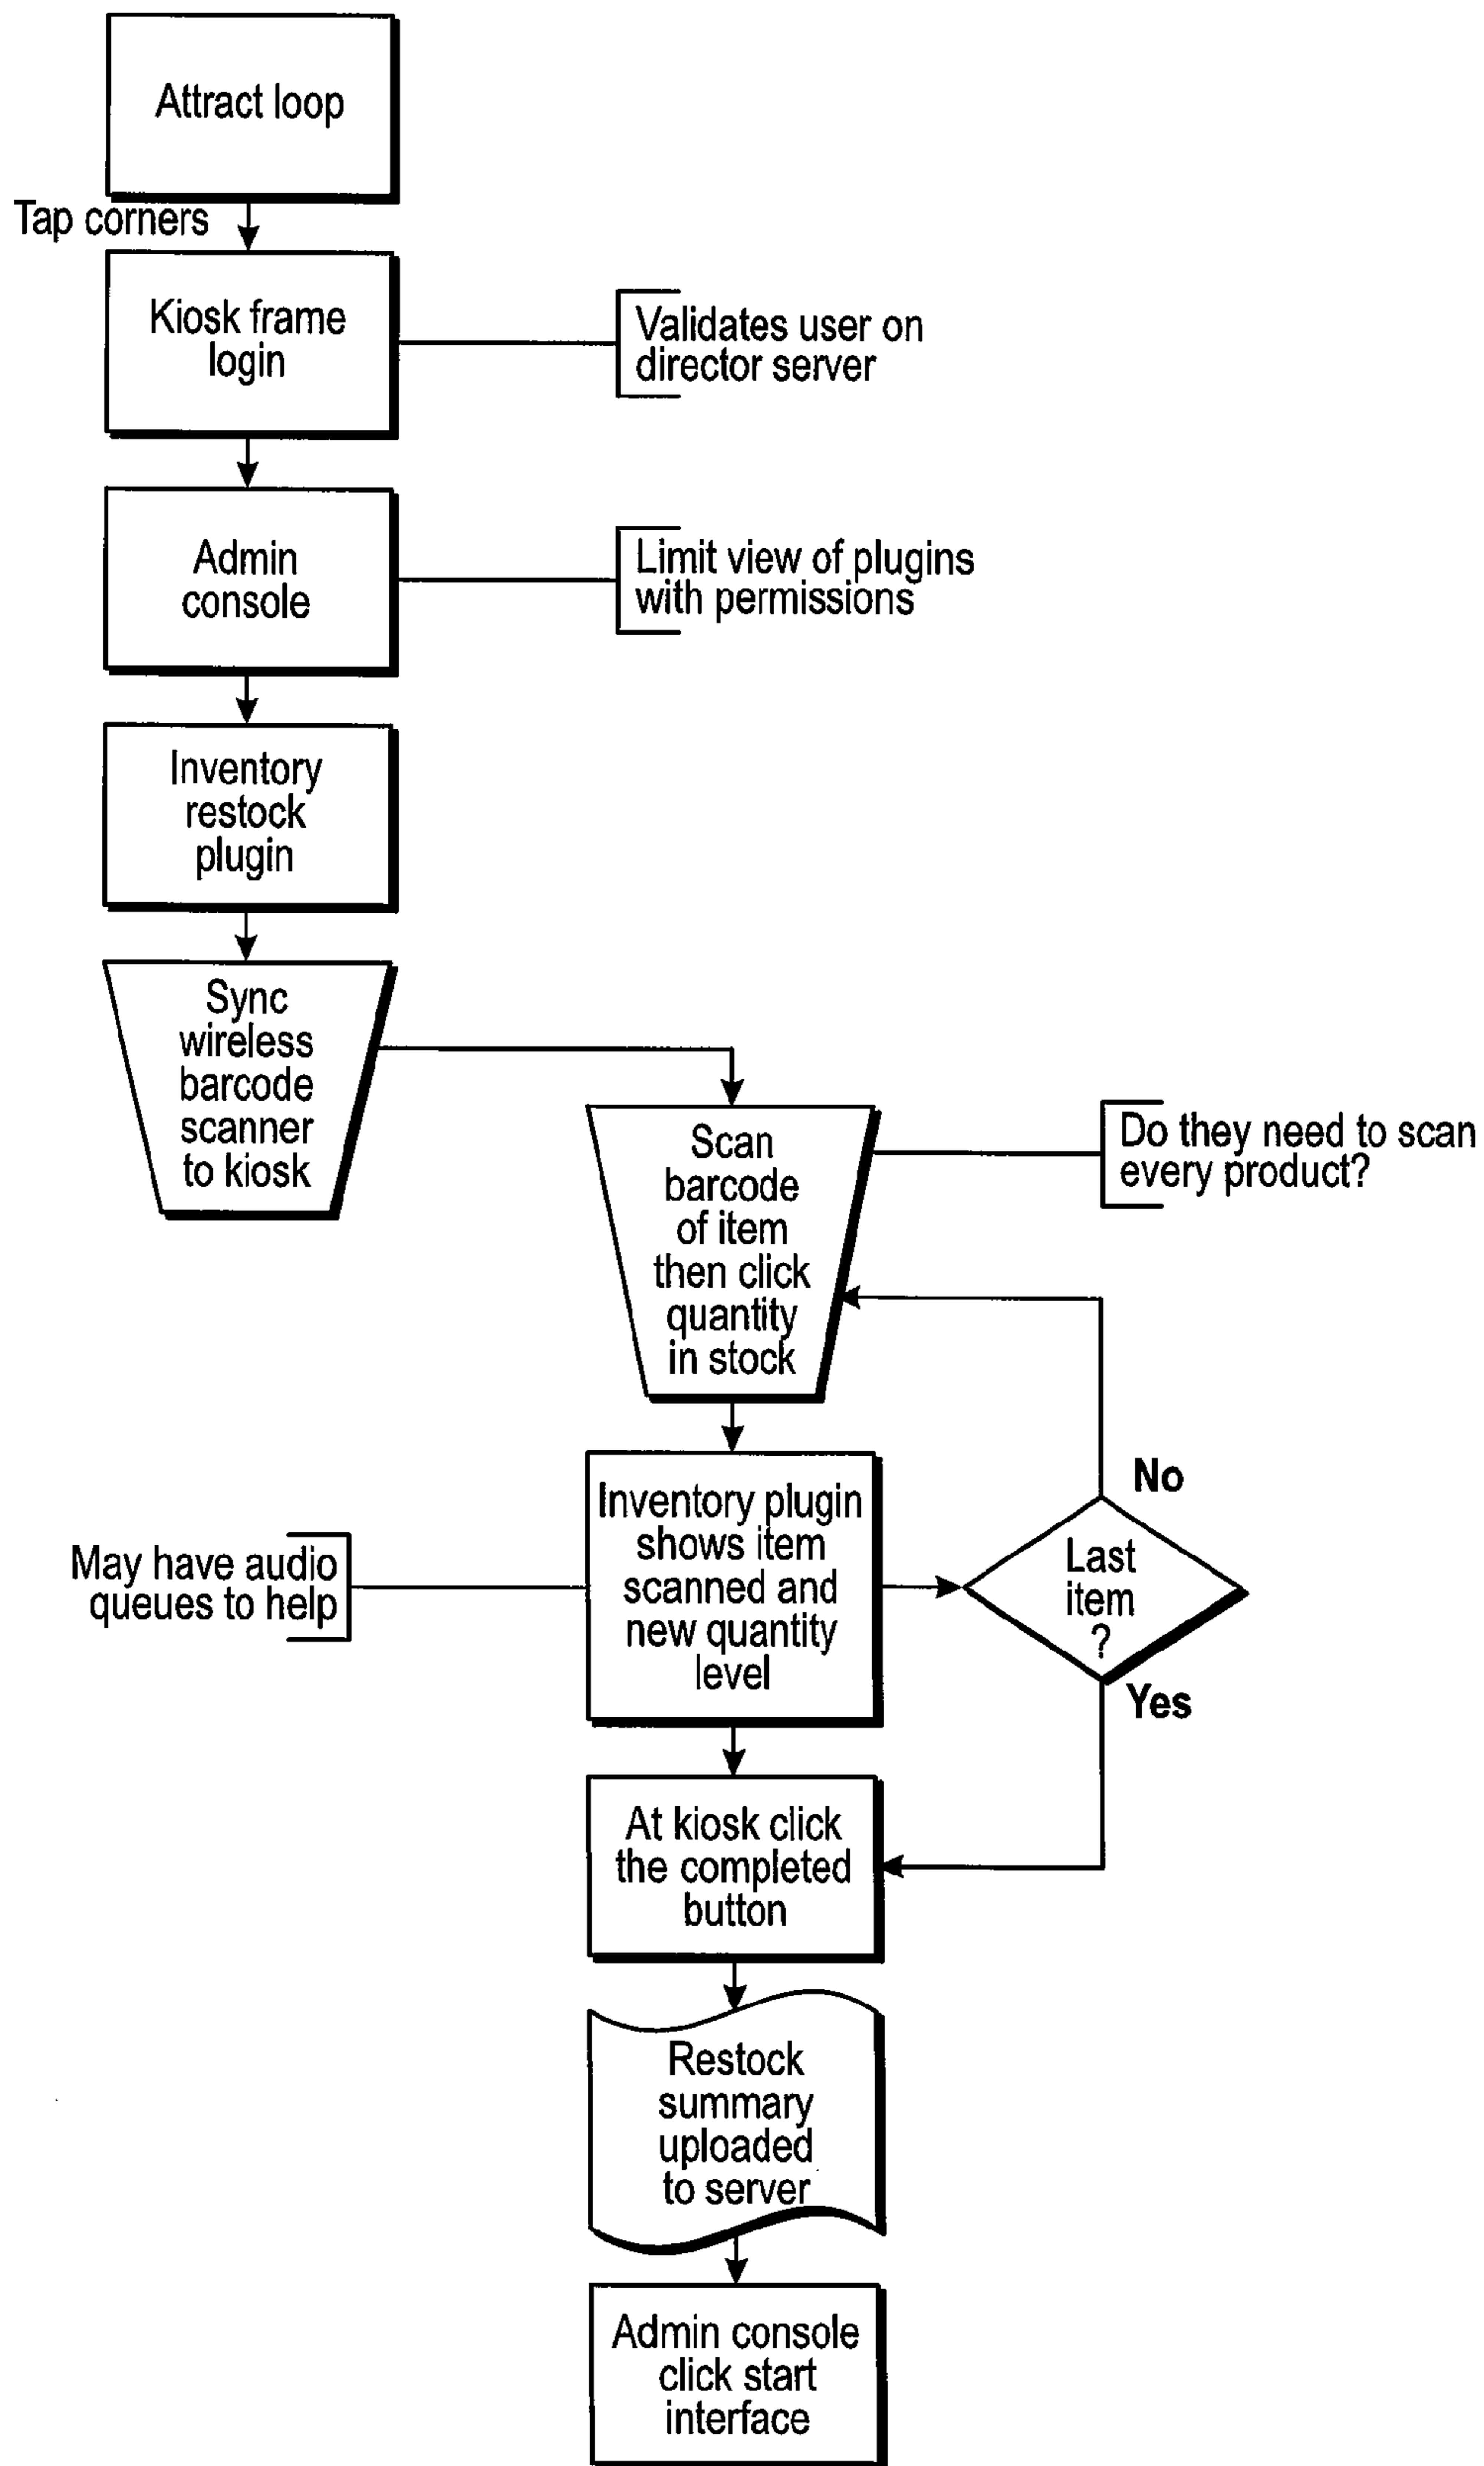 Attract loop
Tap corners
Kiosk frame
login
Validates user on
director server
Admin
console
Limit view of plugins
with permissions
Inventory
restock
plugin
Sync
wireless
barcode
scanner
to kiosk
Scan
barcode
of item
then click
quantity
in stock
Do they need to scan
every product?
No
Inventory plugin
shows item
scanned and
new quantity
level
May have audio
queues to help
Last
item
?
Yes
At kiosk click
the completed
button
Restock
summary
uploaded
to server
Admin console
click start
interface